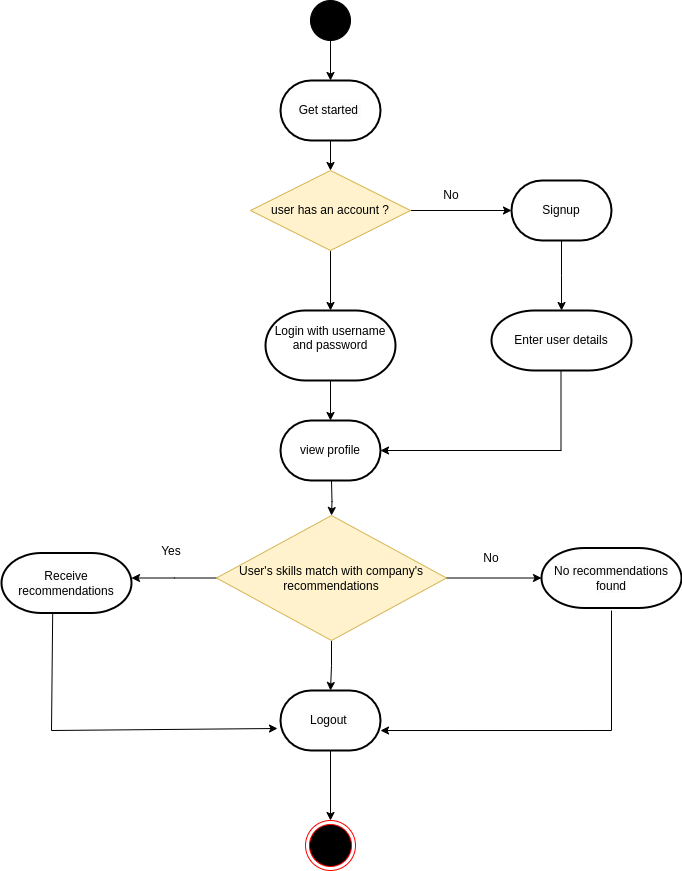 Get started
user has an account ?
No
Signup
Login with username
and password
Enter user details
view profile
Yes
User's skills match with company's
recommendations
No
Receive
recommendations
No recommendations
found
Logout